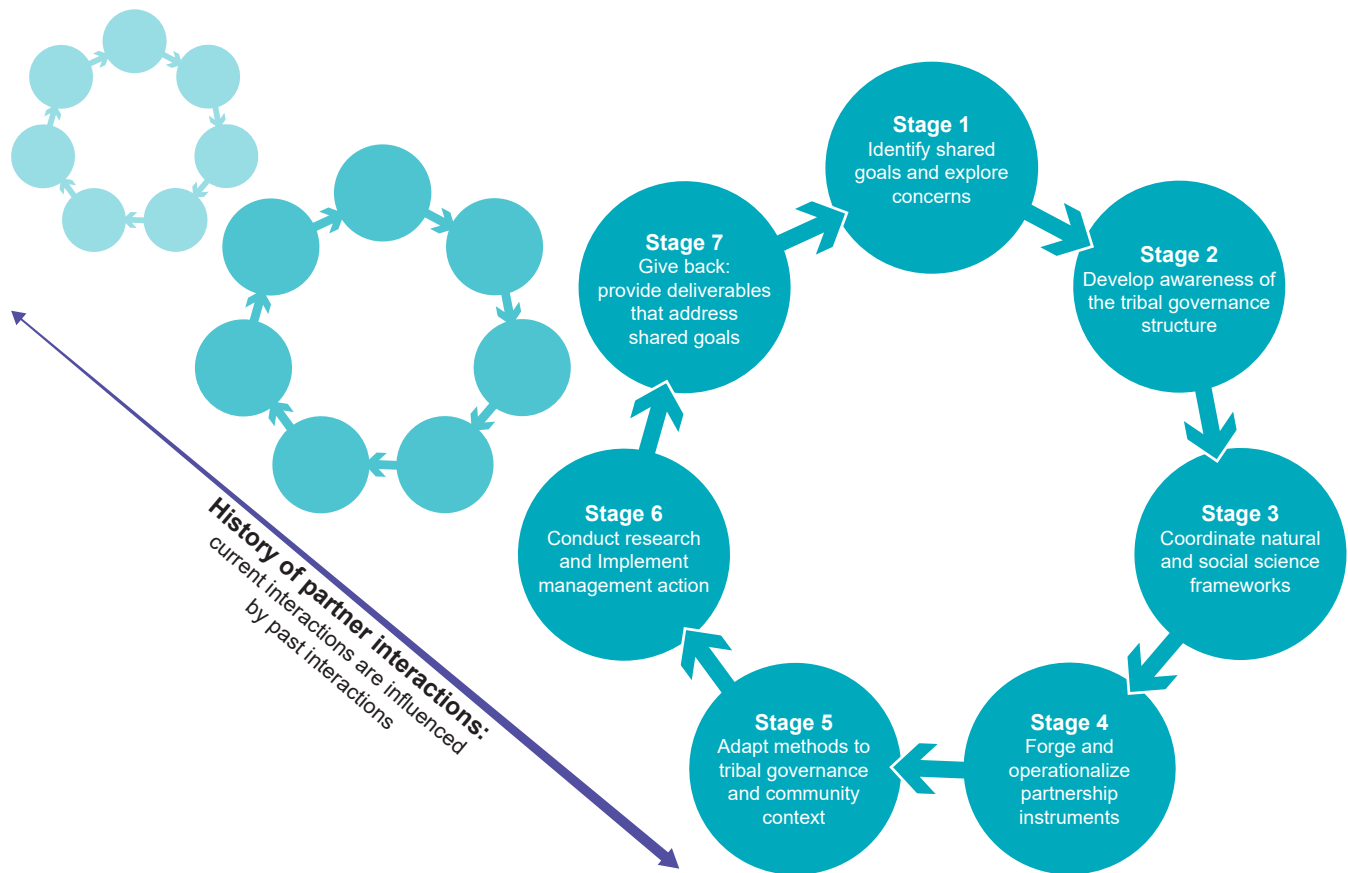 Stage 1
Identify shared
goals and explore
concerns
Stage 2
Develop awareness of
the tribal governance
structure
Stage 3
Coordinate natural
and social science
frameworks
Stage 4
Forge and
operationalize
partnership
instruments
Stage 5
Adapt methods to
tribal governance
and community
context
Stage 6
Conduct research
and Implement
management action
Stage 7
Give back:
provide deliverables
that address
shared goals
History of partner interactions:
current interactions are influenced
by past interactions